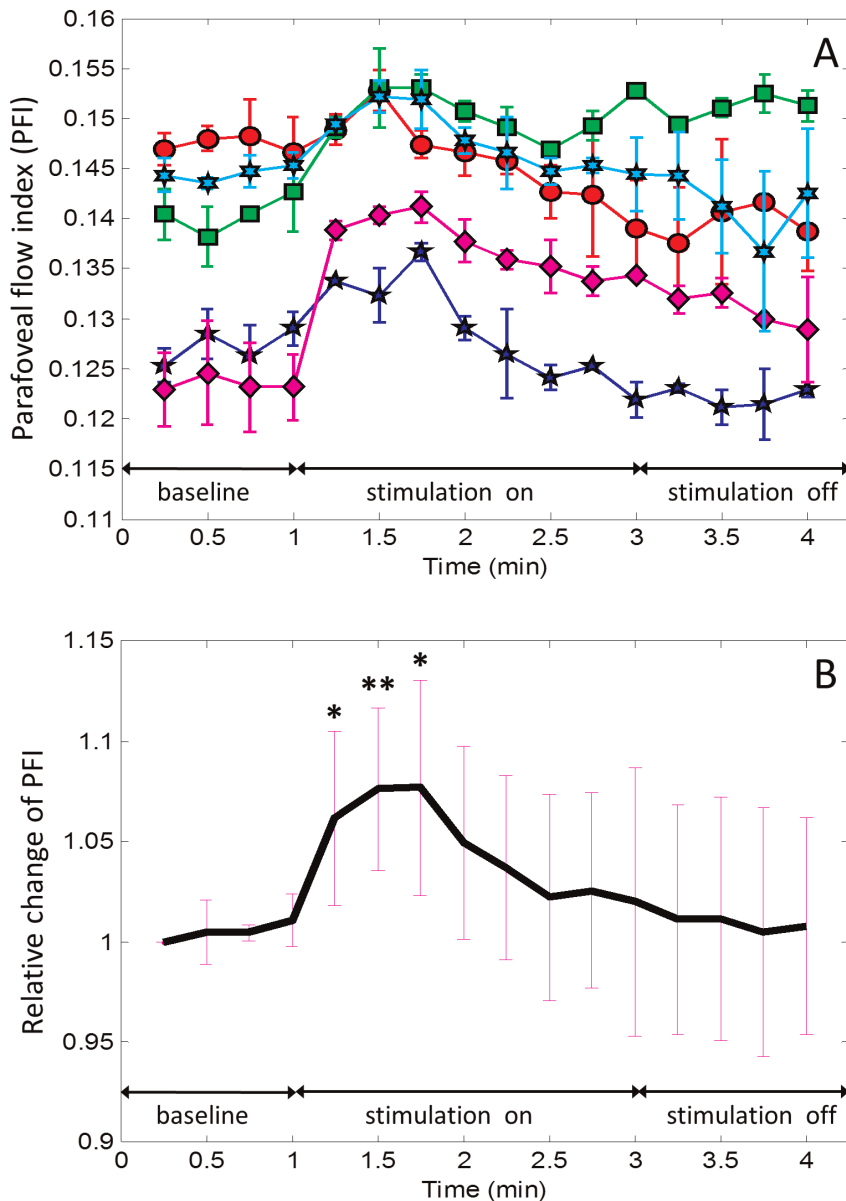 A
Parafoveal flow index (PFI)
0.16
0.155
0.15
0.145
0.14
0.135
0.13
0.125
0.12
0.115
0.11
baseline
stimulation on
stimulation off
0 0.5 1 1.5 2 2.5 3 3.5 4
Time (min)
B
Relative change of PFI
1.15
1.1
1.05
1
0.95
0.9
* ** *
baseline
stimulation on
stimulation off
0 0.5 1 1.5 2 2.5 3 3.5 4
Time (min)